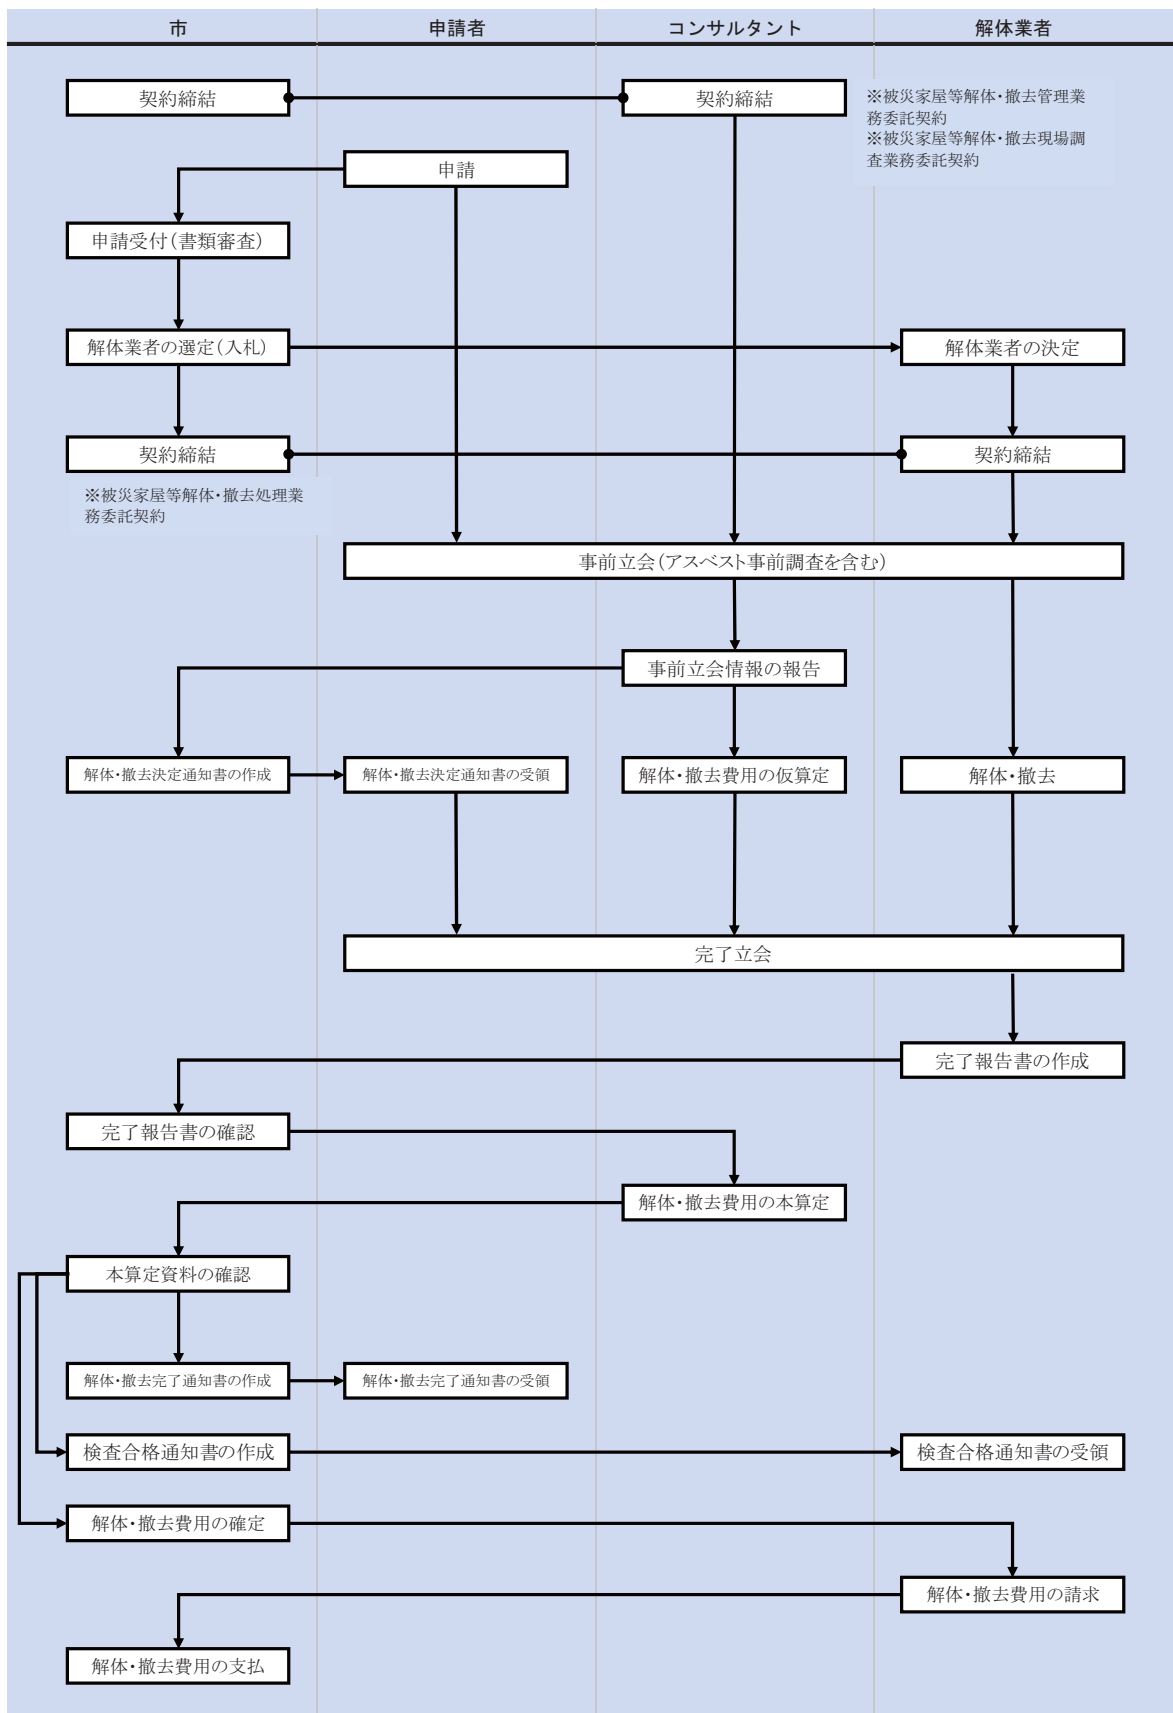 市
申請者
コンサルタント
解体業者
契約締結
契約締結
※被災家屋等解体・撤去管理業
務委託契約
※被災家屋等解体・撤去現場調
査業務委託契約
申請
申請受付（書類審査）
解体業者の選定（入札）
解体業者の決定
契約締結
契約締結
※被災家屋等解体・撤去処理業
務委託契約
事前立会（アスベスト事前調査を含む）
事前立会情報の報告
解体・撤去決定通知書の作成
解体・撤去決定通知書の受領
解体・撤去費用の仮算定
解体・撤去
完了立会
完了報告書の作成
完了報告書の確認
解体・撤去費用の本算定
本算定資料の確認
解体・撤去完了通知書の作成
解体・撤去完了通知書の受領
検査合格通知書の作成
検査合格通知書の受領
解体・撤去費用の確定
解体・撤去費用の請求
解体・撤去費用の支払